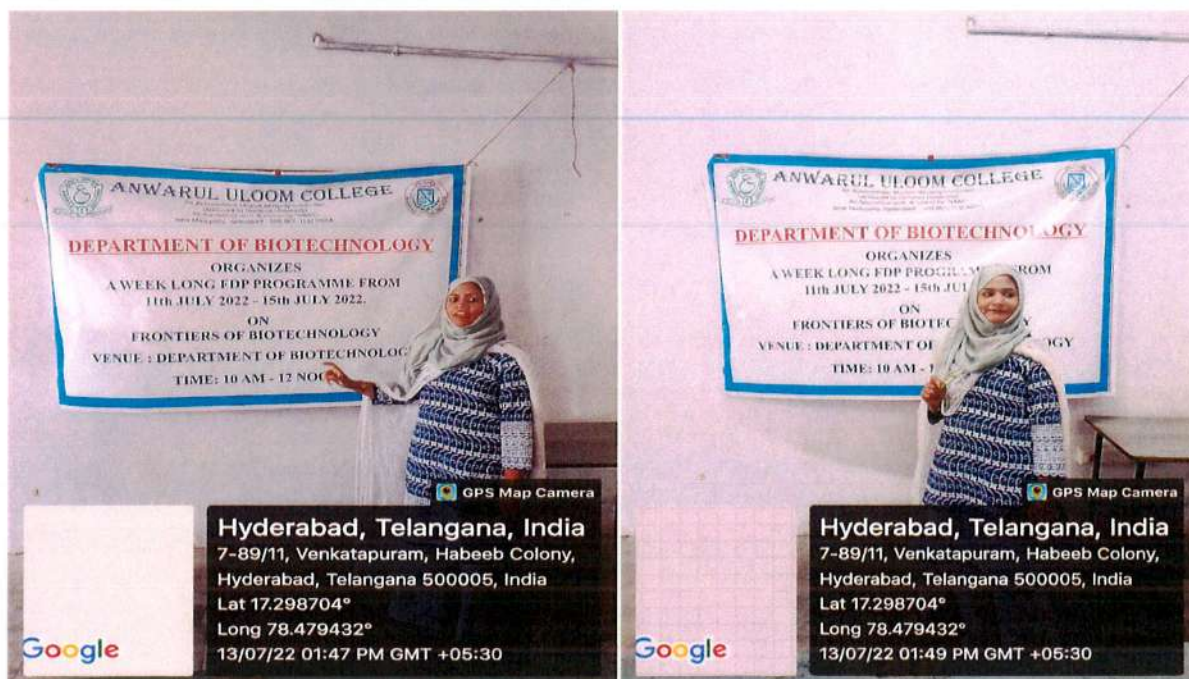 ANWARUL ULOOM COLLEGE
DEPARTMENT OF BIOTECHNOLOGY
ORGANIZES
A WEEK LONG FDP PROGRAMME FROM
11th JULY 2022 - 15th JULY 2022.
ON
FRONTIERS OF BIOTECHNOLOGY
VENUE : DEPARTMENT OF BIOTECHNOLOG
TIME: 10 AM - 12 NOO
GPS Map Camera
Hyderabad, Telangana, India
7-89/11, Venkatapuram, Habeeb Colony,
Hyderabad, Telangana 500005, India
Lat 17.298704°
Long 78.479432°
13/07/22 01:47 PM GMT +05:30
Google
ANWARUL ULOOM COLLEGE
DEPARTMENT OF BIOTECHNOLOGY
ORGANIZES
A WEEK LONG FDP PROGRAMME FROM
11th JULY 2022 - 15th JUL
ON
FRONTIERS OF BIOTEC
VENUE : DEPARTMENT OF GY
TIME: 10 AM - 1
GPS Map Camera
Hyderabad, Telangana, India
7-89/11, Venkatapuram, Habeeb Colony,
Hyderabad, Telangana 500005, India
Lat 17.298704°
Long 78.479432°
13/07/22 01:49 PM GMT +05:30
Google